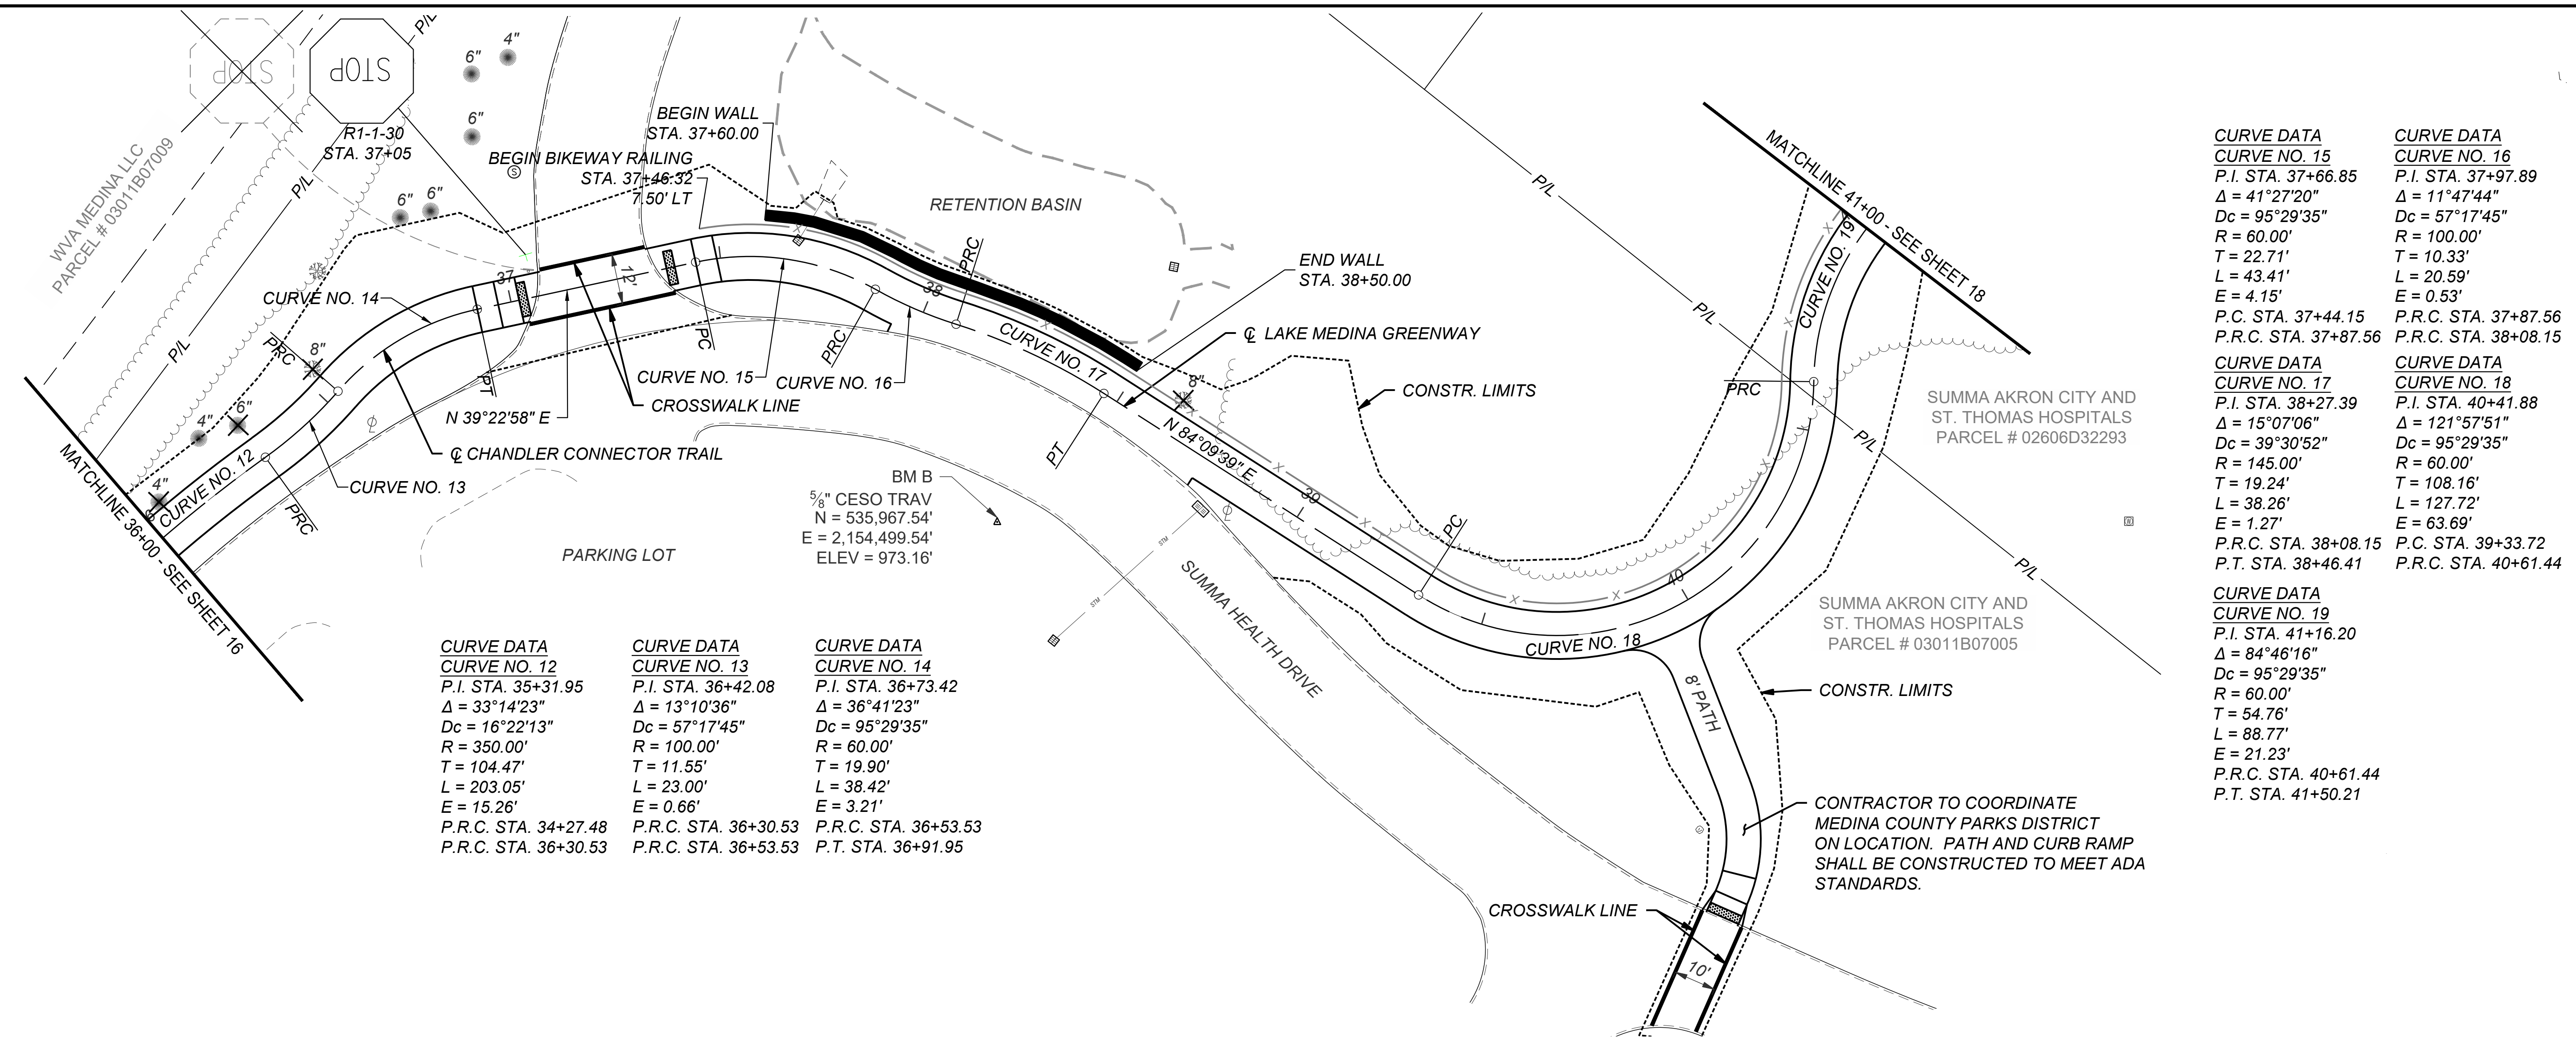 STOP
STOP
P/L
R1-1-30
STA. 37+05
WVA MEDINA LLC
PARCEL # 03011B07009
P/L
P/L
6"
4"
6"
6"
6"
BEGIN WALL
STA. 37+60.00
BEGIN BIKEWAY RAILING
STA. 37+46.32
7.50' LT
RETENTION BASIN
PRC
END WALL
STA. 38+50.00
℄ LAKE MEDINA GREENWAY
CONSTR. LIMITS
P/L
P/L
P/L
P/L
MATCHLINE 41+00 - SEE SHEET 18
CURVE NO. 19
PRC
SUMMA AKRON CITY AND
ST. THOMAS HOSPITALS
PARCEL # 02606D32293
SUMMA AKRON CITY AND
ST. THOMAS HOSPITALS
PARCEL # 03011B07005
CONSTR. LIMITS
CURVE NO. 14
37
12'
38
PRC
8"
PT
PC
PRC
CURVE NO. 15
CURVE NO. 16
CURVE NO. 17
N 39°22'58" E
CROSSWALK LINE
℄ CHANDLER CONNECTOR TRAIL
CURVE NO. 13
4"
6"
4"
CURVE NO. 12
PRC
MATCHLINE 36+00 - SEE SHEET 16
PARKING LOT
BM B
5/8" CESO TRAV
N = 535,967.54'
E = 2,154,499.54'
ELEV = 973.16'
PT
8"
N 84°09'39" E
39
PC
40
STM
STM
SUMMA HEALTH DRIVE
CURVE NO. 18
8' PATH
CONTRACTOR TO COORDINATE
MEDINA COUNTY PARKS DISTRICT
ON LOCATION. PATH AND CURB RAMP
SHALL BE CONSTRUCTED TO MEET ADA
STANDARDS.
CROSSWALK LINE
10'
CURVE DATA
CURVE NO. 12
P.I. STA. 35+31.95
Δ = 33°14'23"
Dc = 16°22'13"
R = 350.00'
T = 104.47'
L = 203.05'
E = 15.26'
P.R.C. STA. 34+27.48
P.R.C. STA. 36+30.53
CURVE DATA
CURVE NO. 13
P.I. STA. 36+42.08
Δ = 13°10'36"
Dc = 57°17'45"
R = 100.00'
T = 11.55'
L = 23.00'
E = 0.66'
P.R.C. STA. 36+30.53
P.R.C. STA. 36+53.53
CURVE DATA
CURVE NO. 14
P.I. STA. 36+73.42
Δ = 36°41'23"
Dc = 95°29'35"
R = 60.00'
T = 19.90'
L = 38.42'
E = 3.21'
P.R.C. STA. 36+53.53
P.T. STA. 36+91.95
CURVE DATA
CURVE NO. 15
P.I. STA. 37+66.85
Δ = 41°27'20"
Dc = 95°29'35"
R = 60.00'
T = 22.71'
L = 43.41'
E = 4.15'
P.C. STA. 37+44.15
P.R.C. STA. 37+87.56
CURVE DATA
CURVE NO. 16
P.I. STA. 37+97.89
Δ = 11°47'44"
Dc = 57°17'45"
R = 100.00'
T = 10.33'
L = 20.59'
E = 0.53'
P.R.C. STA. 37+87.56
P.R.C. STA. 38+08.15
CURVE DATA
CURVE NO. 17
P.I. STA. 38+27.39
Δ = 15°07'06"
Dc = 39°30'52"
R = 145.00'
T = 19.24'
L = 38.26'
E = 1.27'
P.R.C. STA. 38+08.15
P.T. STA. 38+46.41
CURVE DATA
CURVE NO. 18
P.I. STA. 40+41.88
Δ = 121°57'51"
Dc = 95°29'35"
R = 60.00'
T = 108.16'
L = 127.72'
E = 63.69'
P.C. STA. 39+33.72
P.R.C. STA. 40+61.44
CURVE DATA
CURVE NO. 19
P.I. STA. 41+16.20
Δ = 84°46'16"
Dc = 95°29'35"
R = 60.00'
T = 54.76'
L = 88.77'
E = 21.23'
P.R.C. STA. 40+61.44
P.T. STA. 41+50.21